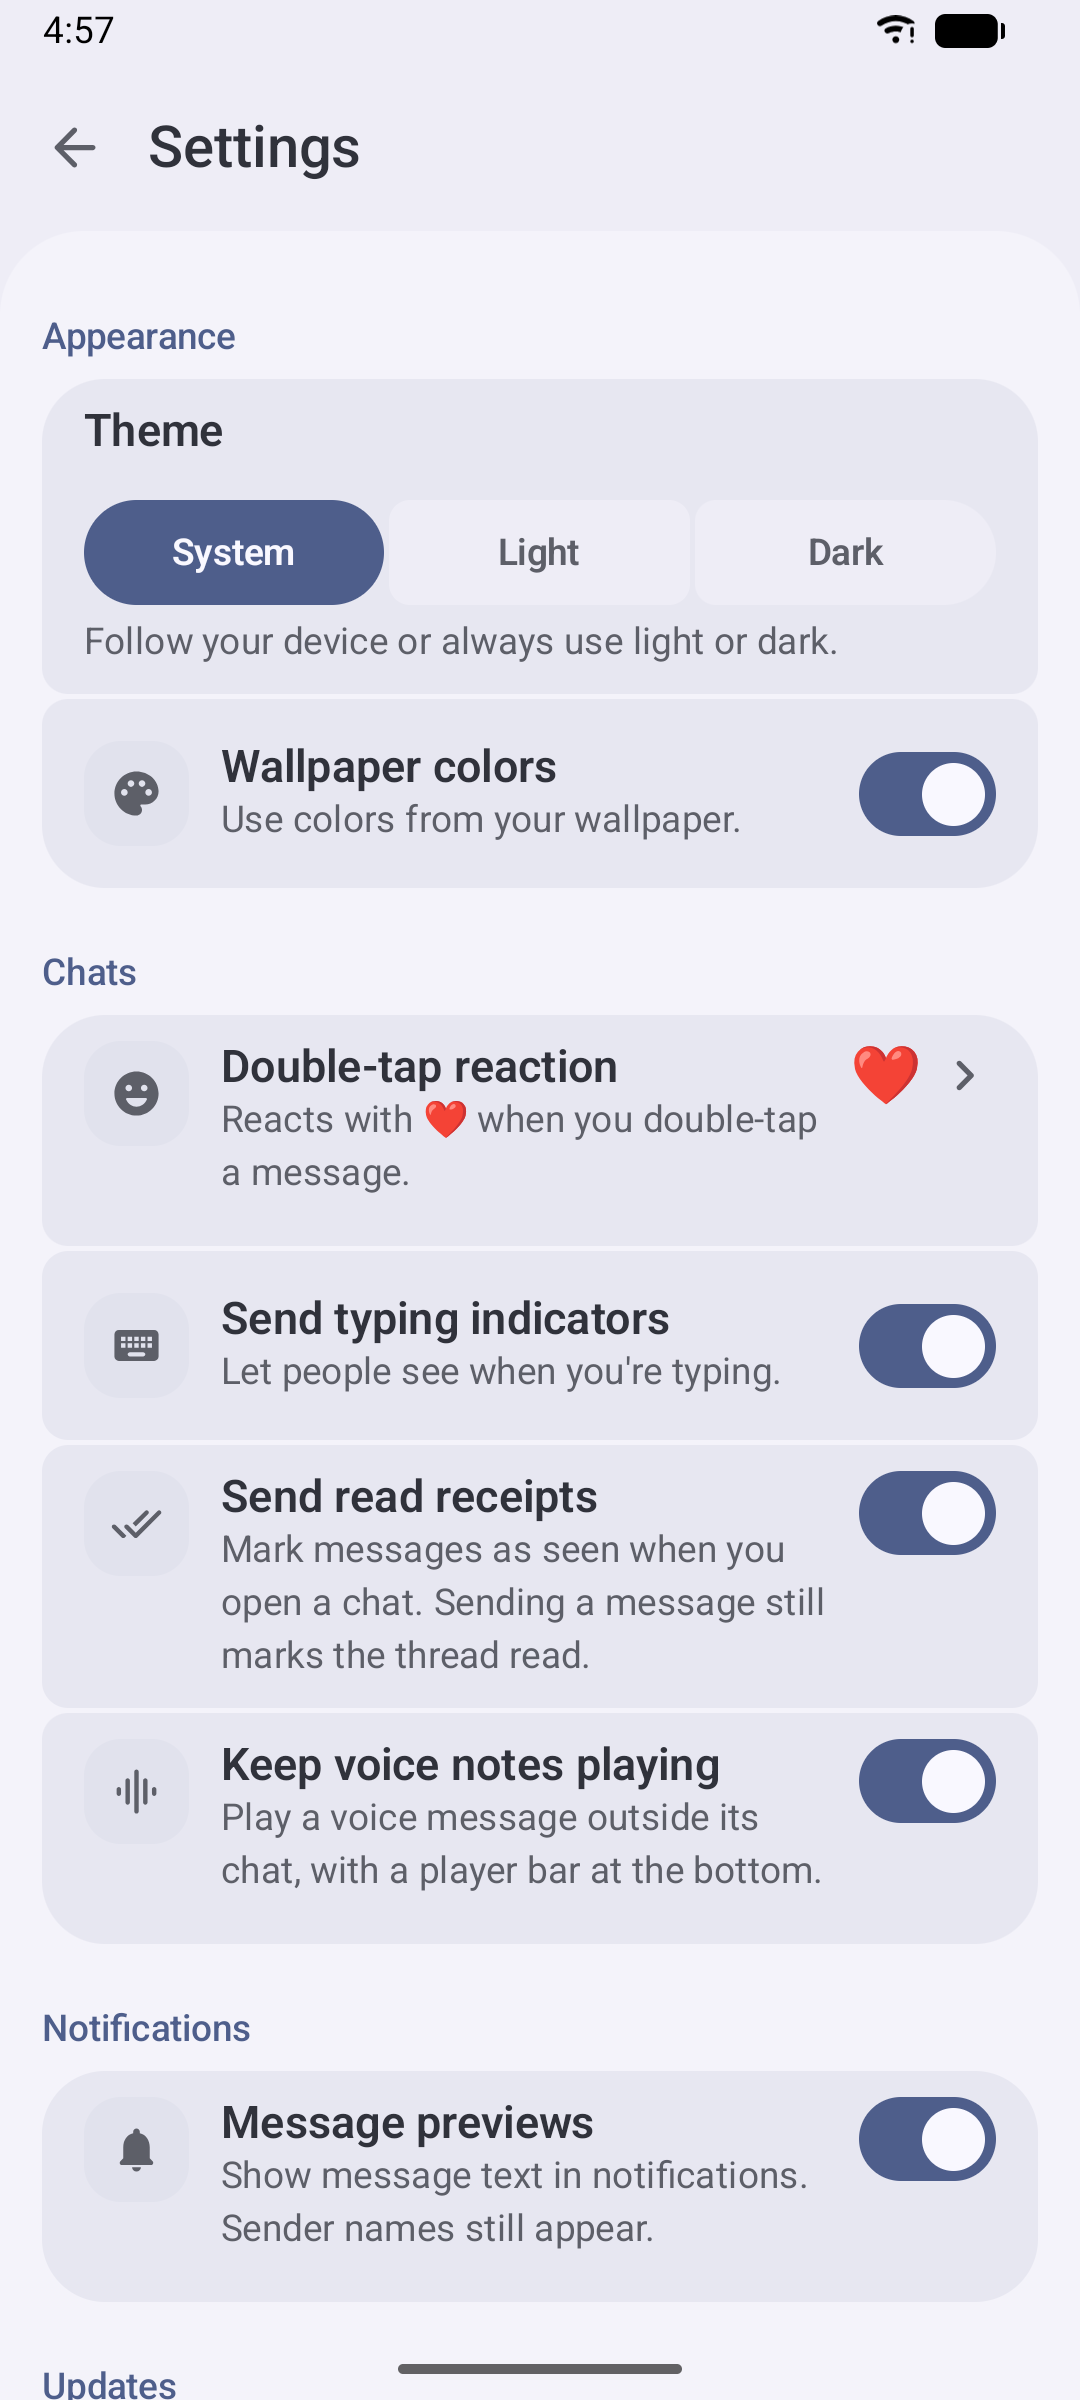 4:57
Settings
Appearance
Theme
System
Light
Dark
Follow your device or always use light or dark.
Wallpaper colors
Use colors from your wallpaper.
Chats
Double-tap reaction
Reacts with ❤️ when you double-tap
a message.
❤️
Send typing indicators
Let people see when you're typing.
Send read receipts
Mark messages as seen when you
open a chat. Sending a message still
marks the thread read.
Keep voice notes playing
Play a voice message outside its
chat, with a player bar at the bottom.
Notifications
Message previews
Show message text in notifications.
Sender names still appear.
Updates